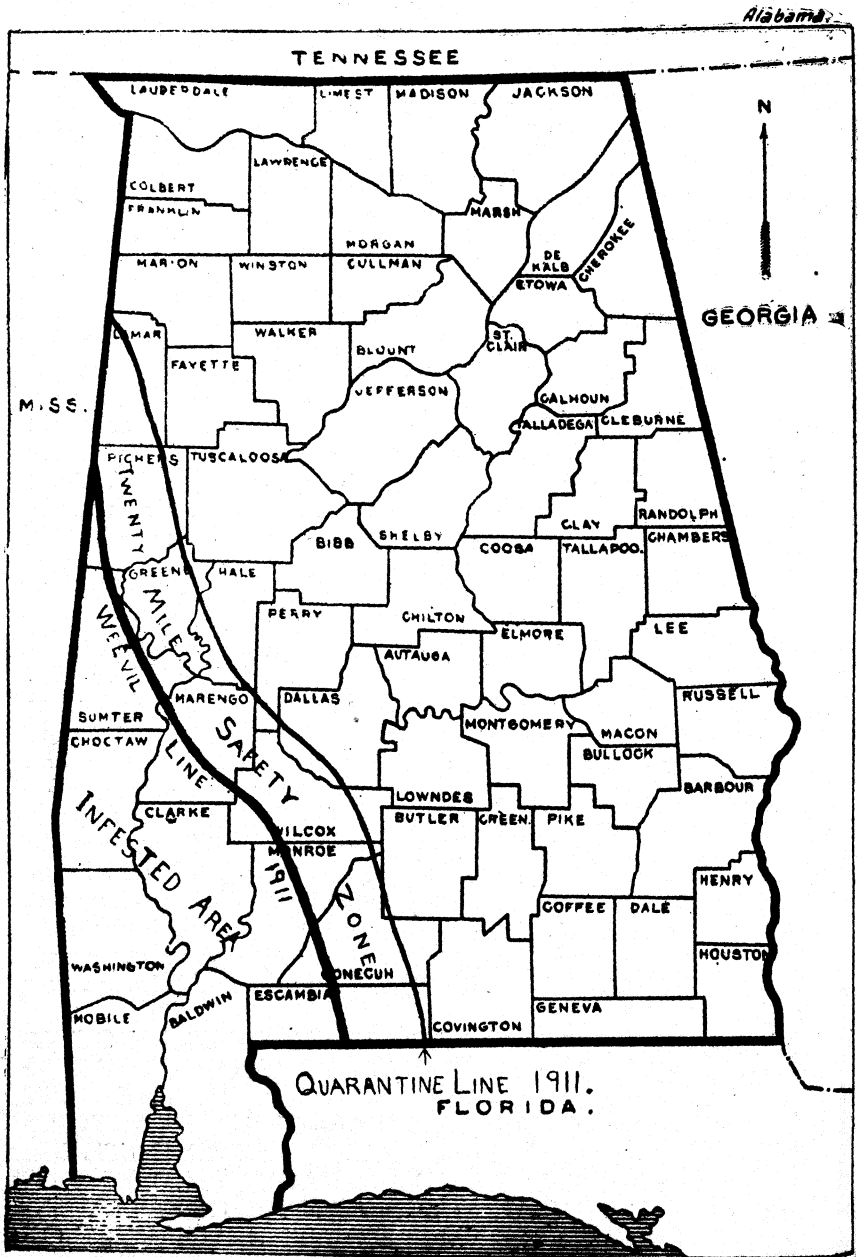 Alabama.
TENNESSEE
LAUDERDALE
LIMEST
MADISON
JACKSON
N
LAWRENCE
COLBERT
FRANKLIN
MARSH
MORGAN
CULLMAN
DE KALB
CHEROKEE
MARION
WINSTON
ETOWA
GEORGIA
LAMAR
WALKER
ST. CLAIR
FAYETTE
BLOUNT
JEFFERSON
MISS.
CALHOUN
TALLADEGA
CLEBURNE
PICKENS
TUSCALOOSA
TWENTY
MILE
SAFETY
ZONE
RANDOLPH
CLAY
CHAMBERS
BIBB
SHELBY
COOSA
TALLAPOO.
GREENE
HALE
PERRY
CHILTON
ELMORE
LEE
AUTAUGA
WEEVIL
LINE
1911
MARENGO
DALLAS
RUSSELL
SUMTER
CHOCTAW
MONTGOMERY
MACON
BULLOCK
BARBOUR
LOWNDES
BUTLER
CREEN.
PIKE
CLARKE
WILCOX
MONROE
INFESTED AREA
HENRY
COFFEE
DALE
HOUSTON
WASHINGTON
CONECUH
ESCAMBIA
MOBILE
BALDWIN
GENEVA
COVINGTON
QUARANTINE LINE 1911.
FLORIDA.